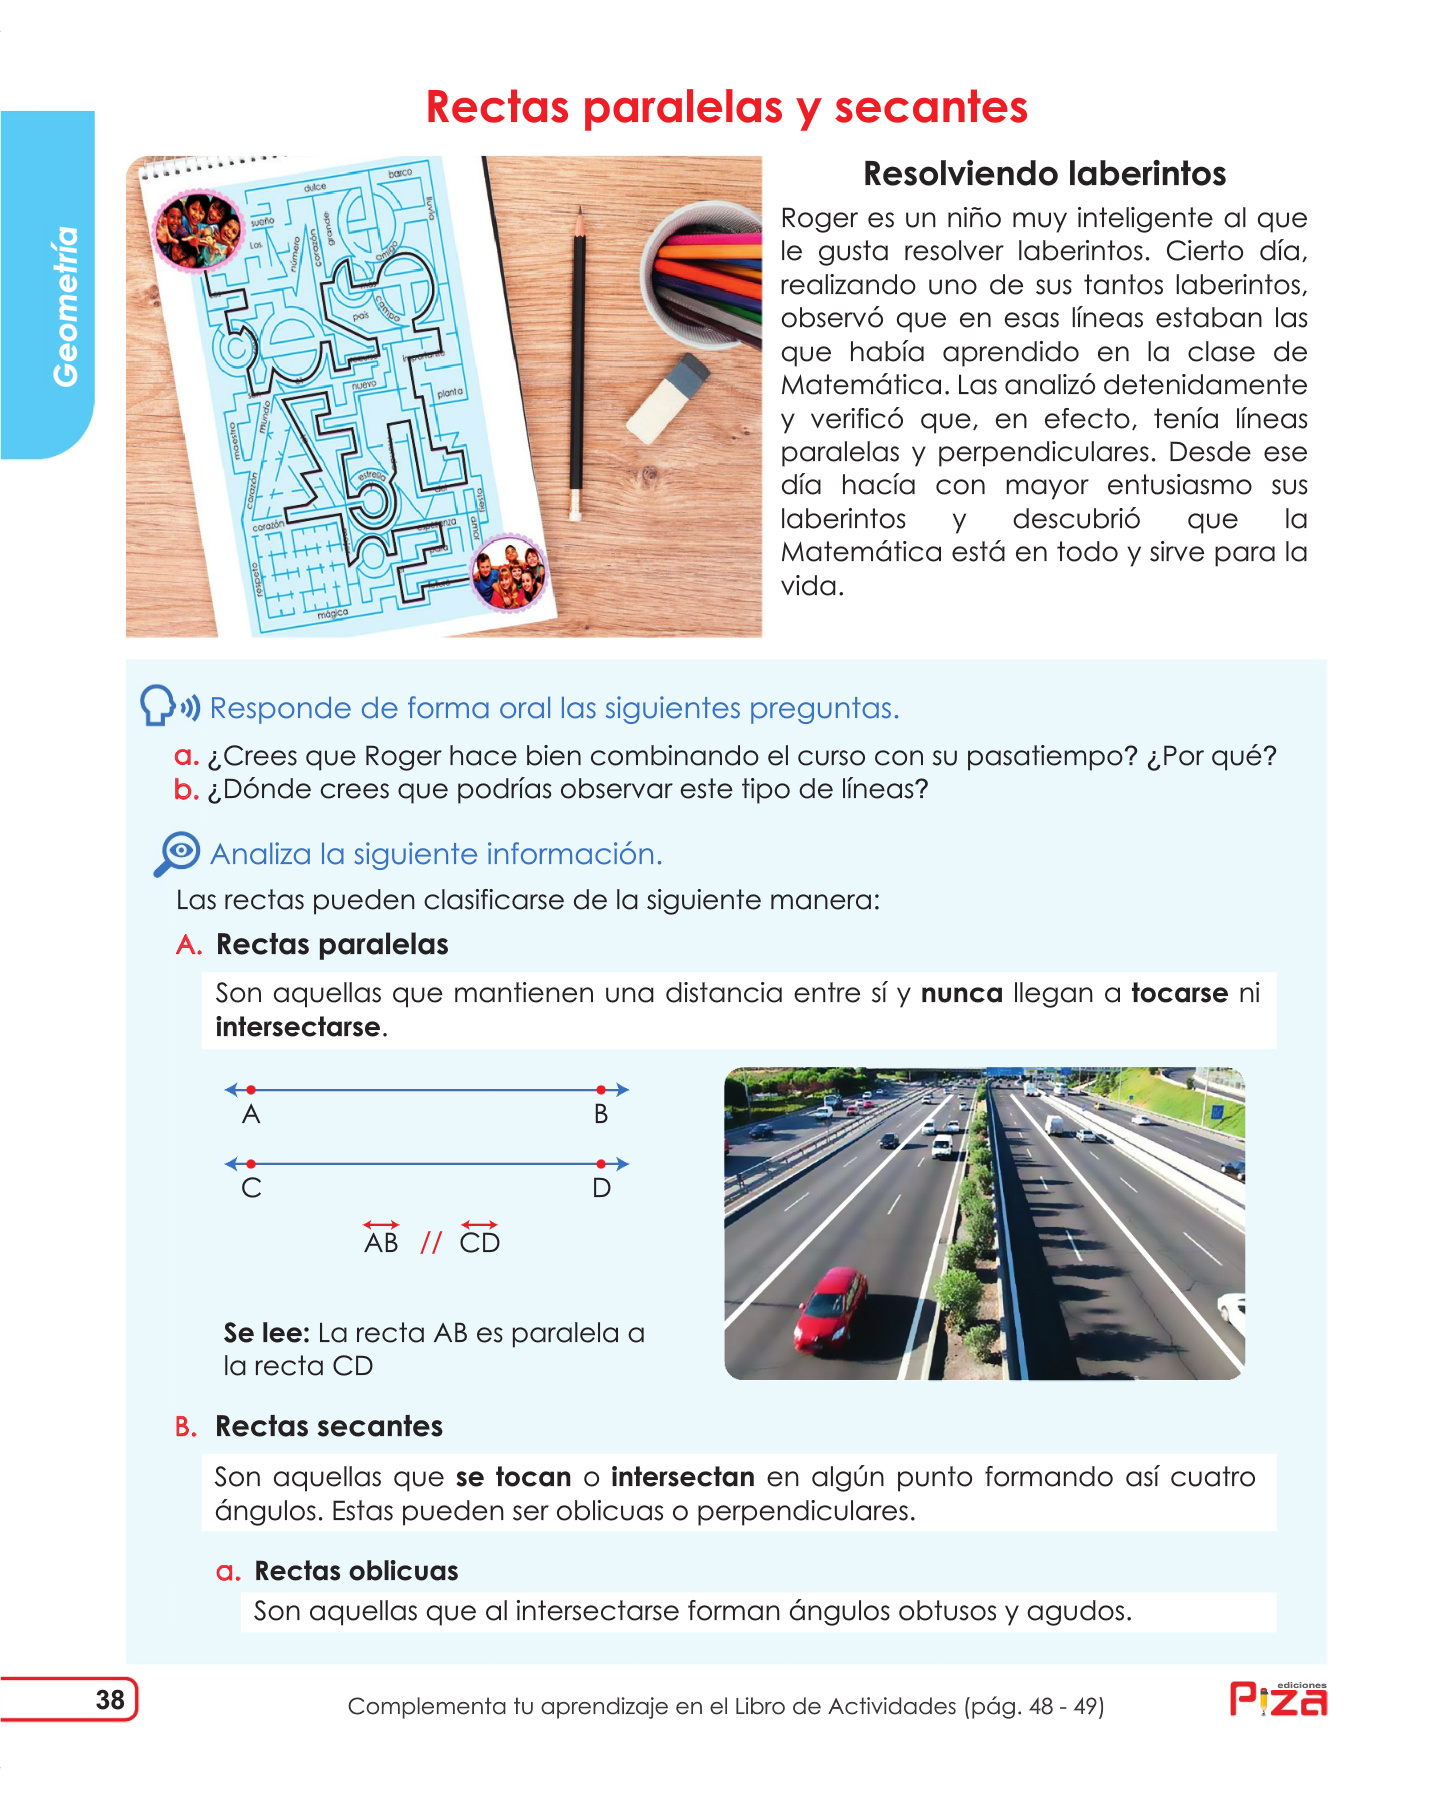 Rectas paralelas y secantes
Geometría
dulce
barco
lluvia
sueño
Los
número
corazón
grande
amigo
campo
país
nuevo
planta
maestro
mundo
corazón
estrella
fiesta
amor
corazón
esperanza
para
respeto
mágica
Resolviendo laberintos
Roger es un niño muy inteligente al que
le gusta resolver laberintos. Cierto día,
realizando uno de sus tantos laberintos,
observó que en esas líneas estaban las
que había aprendido en la clase de
Matemática. Las analizó detenidamente
y verificó que, en efecto, tenía líneas
paralelas y perpendiculares. Desde ese
día hacía con mayor entusiasmo sus
laberintos y descubrió que la
Matemática está en todo y sirve para la
vida.
Responde de forma oral las siguientes preguntas.
a. ¿Crees que Roger hace bien combinando el curso con su pasatiempo? ¿Por qué?
b. ¿Dónde crees que podrías observar este tipo de líneas?
Analiza la siguiente información.
Las rectas pueden clasificarse de la siguiente manera:
A. Rectas paralelas
Son aquellas que mantienen una distancia entre sí y nunca llegan a tocarse ni
intersectarse.
A B
C D
AB // CD
Se lee: La recta AB es paralela a
la recta CD
B. Rectas secantes
Son aquellas que se tocan o intersectan en algún punto formando así cuatro
ángulos. Estas pueden ser oblicuas o perpendiculares.
a. Rectas oblicuas
Son aquellas que al intersectarse forman ángulos obtusos y agudos.
38
Complementa tu aprendizaje en el Libro de Actividades (pág. 48 - 49)
ediciones
Piza